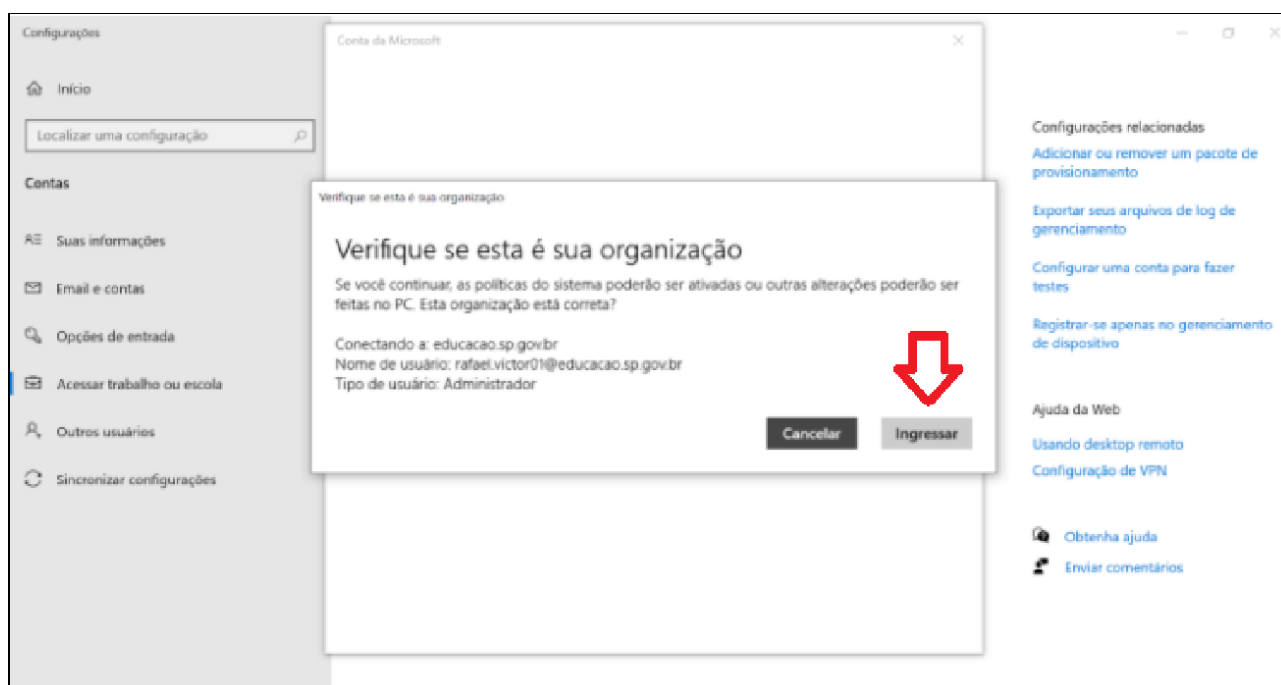 Configurações
Início
Localizar uma configuração
Contas
Suas informações
Email e contas
Opções de entrada
Acessar trabalho ou escola
Outros usuários
Sincronizar configurações
Conta da Microsoft
Verifique se esta é sua organização
Verifique se esta é sua organização
Se você continuar, as políticas do sistema poderão ser ativadas ou outras alterações poderão ser
feitas no PC. Esta organização está correta?
Conectando a: educacao.sp.gov.br
Nome de usuário: rafael.victor01@educacao.sp.gov.br
Tipo de usuário: Administrador
Cancelar
Ingressar
Configurações relacionadas
Adicionar ou remover um pacote de
provisionamento
Exportar seus arquivos de log de
gerenciamento
Configurar uma conta para fazer
testes
Registrar-se apenas no gerenciamento
de dispositivo
Ajuda da Web
Usando desktop remoto
Configuração de VPN
Obtenha ajuda
Enviar comentários